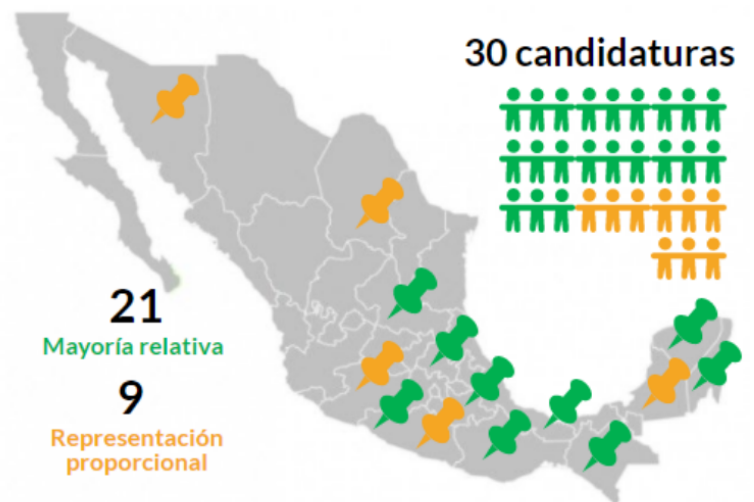 30 candidaturas
21
Mayoría relativa
9
Representación
proporcional